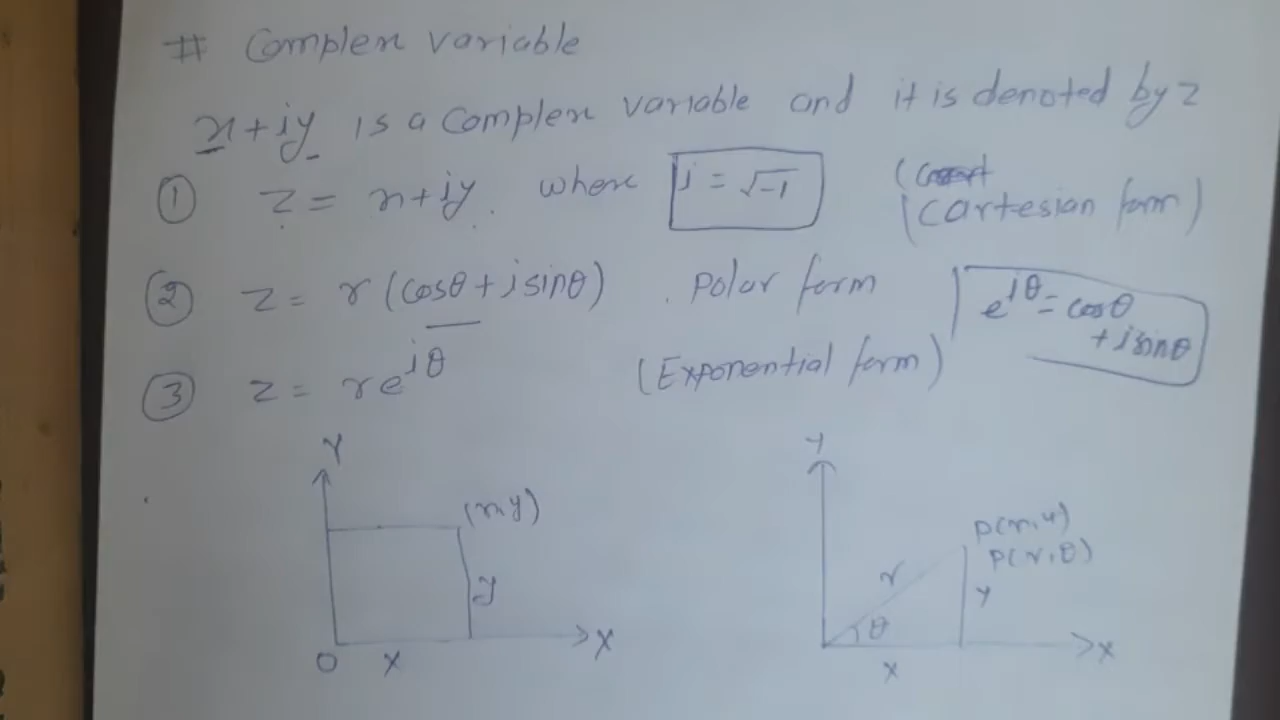 # Complex variable
x+iy is a complex variable and it is denoted by z
① z = x+iy. where i = √-1
(Cartesian form)
② z = r (cosθ + i sinθ) . Polar form
e^iθ = cosθ
+ i sinθ
③ z = re^iθ (Exponential form)
Y
(x,y)
y
O X
X
Y
P(x,y)
P(r,θ)
r
y
θ
X
X